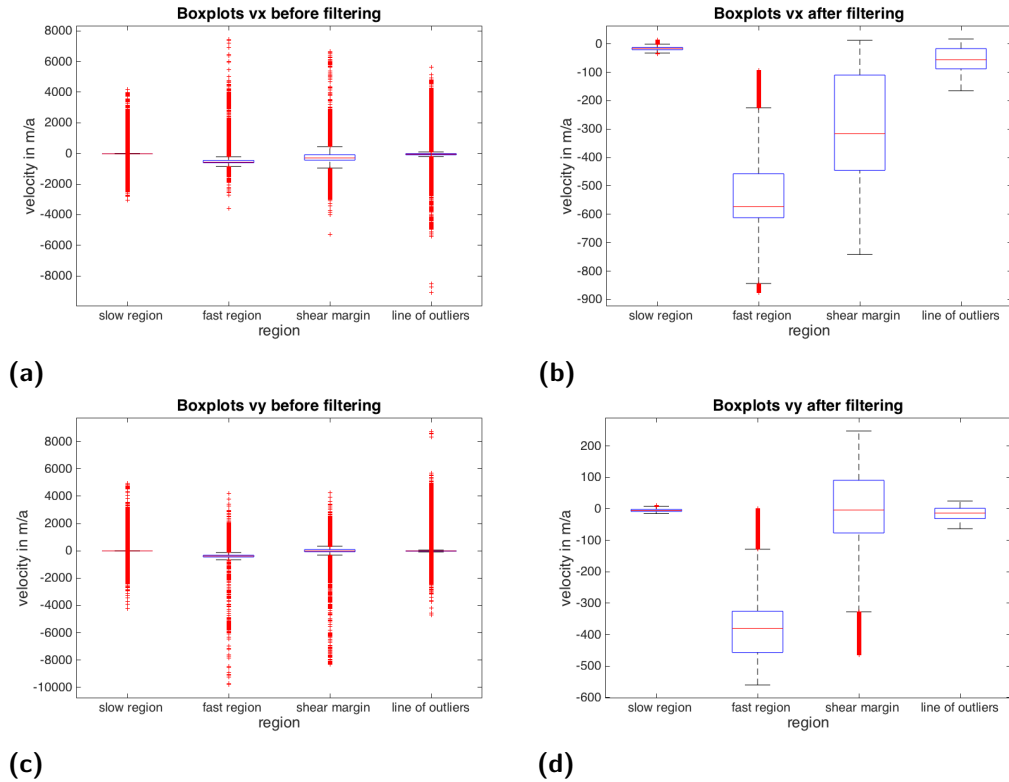 Boxplots vx before filtering
8000
6000
4000
2000
0
-2000
-4000
-6000
-8000
velocity in m/a
slow region fast region shear margin line of outliers
region
(a)
Boxplots vx after filtering
0
-100
-200
-300
-400
-500
-600
-700
-800
-900
velocity in m/a
slow region fast region shear margin line of outliers
region
(b)
Boxplots vy before filtering
8000
6000
4000
2000
0
-2000
-4000
-6000
-8000
-10000
velocity in m/a
slow region fast region shear margin line of outliers
region
(c)
Boxplots vy after filtering
200
100
0
-100
-200
-300
-400
-500
-600
velocity in m/a
slow region fast region shear margin line of outliers
region
(d)